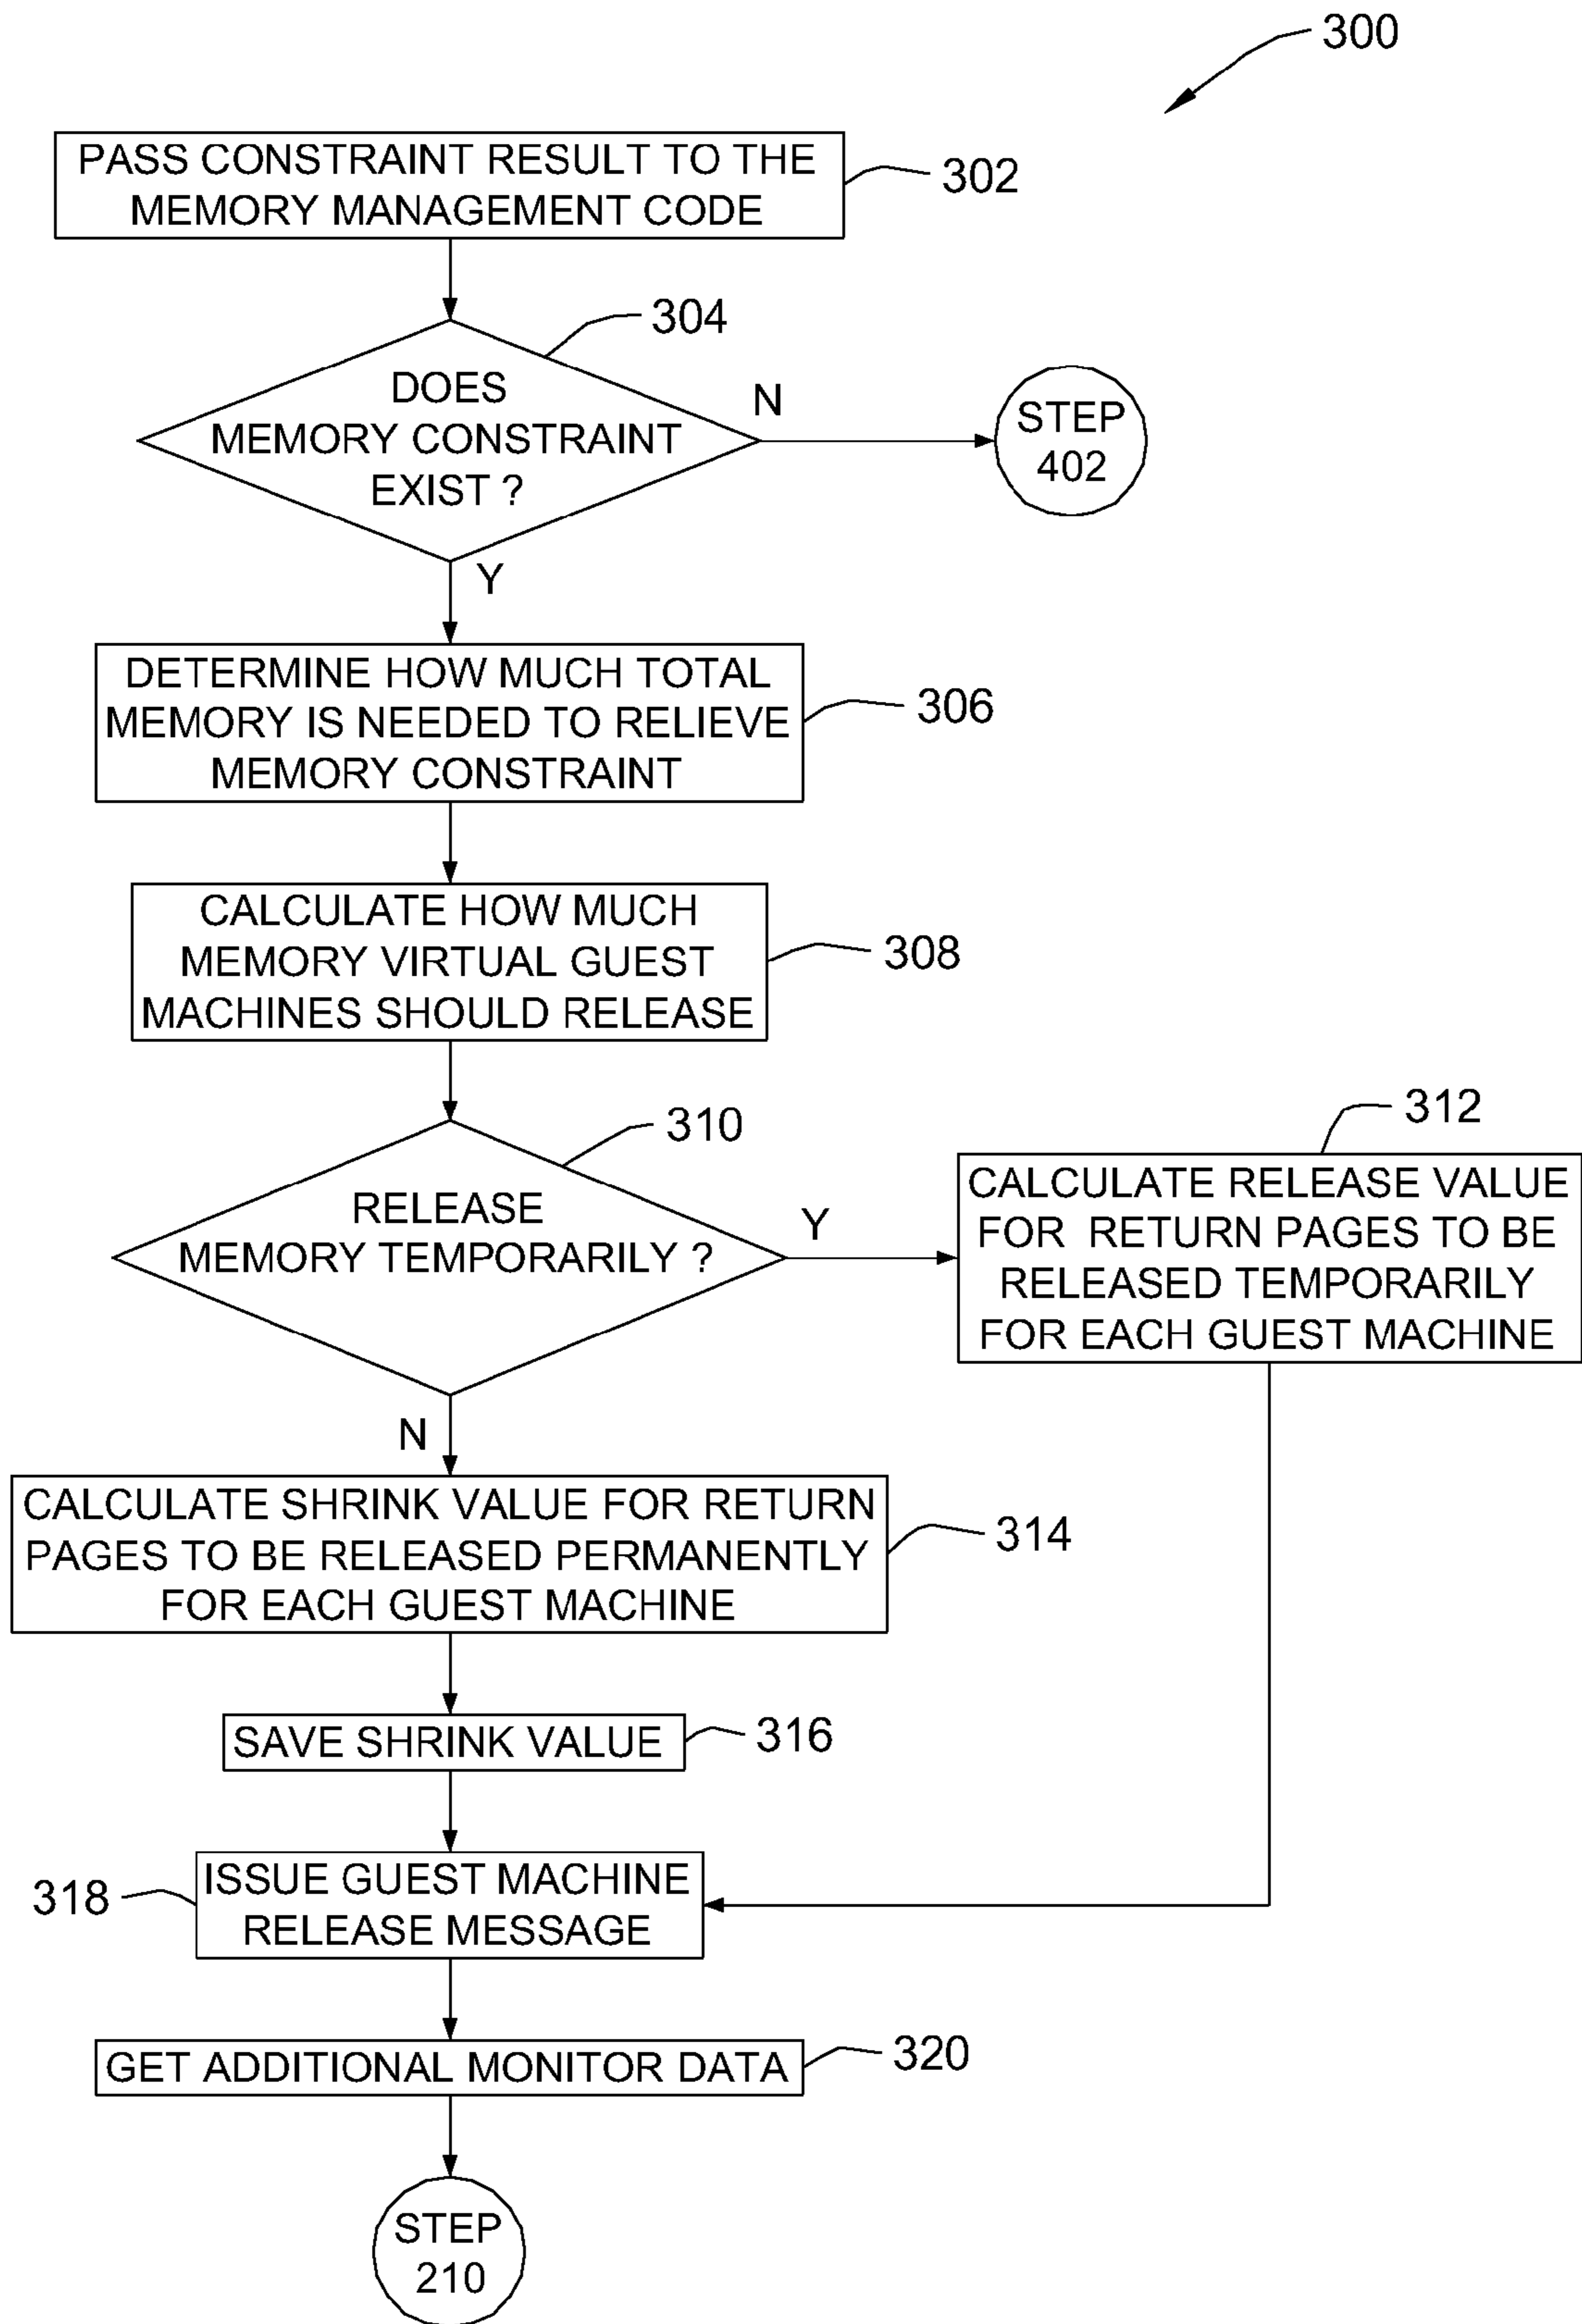 300
PASS CONSTRAINT RESULT TO THE
MEMORY MANAGEMENT CODE
302
304
DOES
MEMORY CONSTRAINT
EXIST ?
N
STEP
402
Y
DETERMINE HOW MUCH TOTAL
MEMORY IS NEEDED TO RELIEVE
MEMORY CONSTRAINT
306
CALCULATE HOW MUCH
MEMORY VIRTUAL GUEST
MACHINES SHOULD RELEASE
308
310
RELEASE
MEMORY TEMPORARILY ?
Y
312
CALCULATE RELEASE VALUE
FOR RETURN PAGES TO BE
RELEASED TEMPORARILY
FOR EACH GUEST MACHINE
N
CALCULATE SHRINK VALUE FOR RETURN
PAGES TO BE RELEASED PERMANENTLY
FOR EACH GUEST MACHINE
314
SAVE SHRINK VALUE
316
318
ISSUE GUEST MACHINE
RELEASE MESSAGE
GET ADDITIONAL MONITOR DATA
320
STEP
210